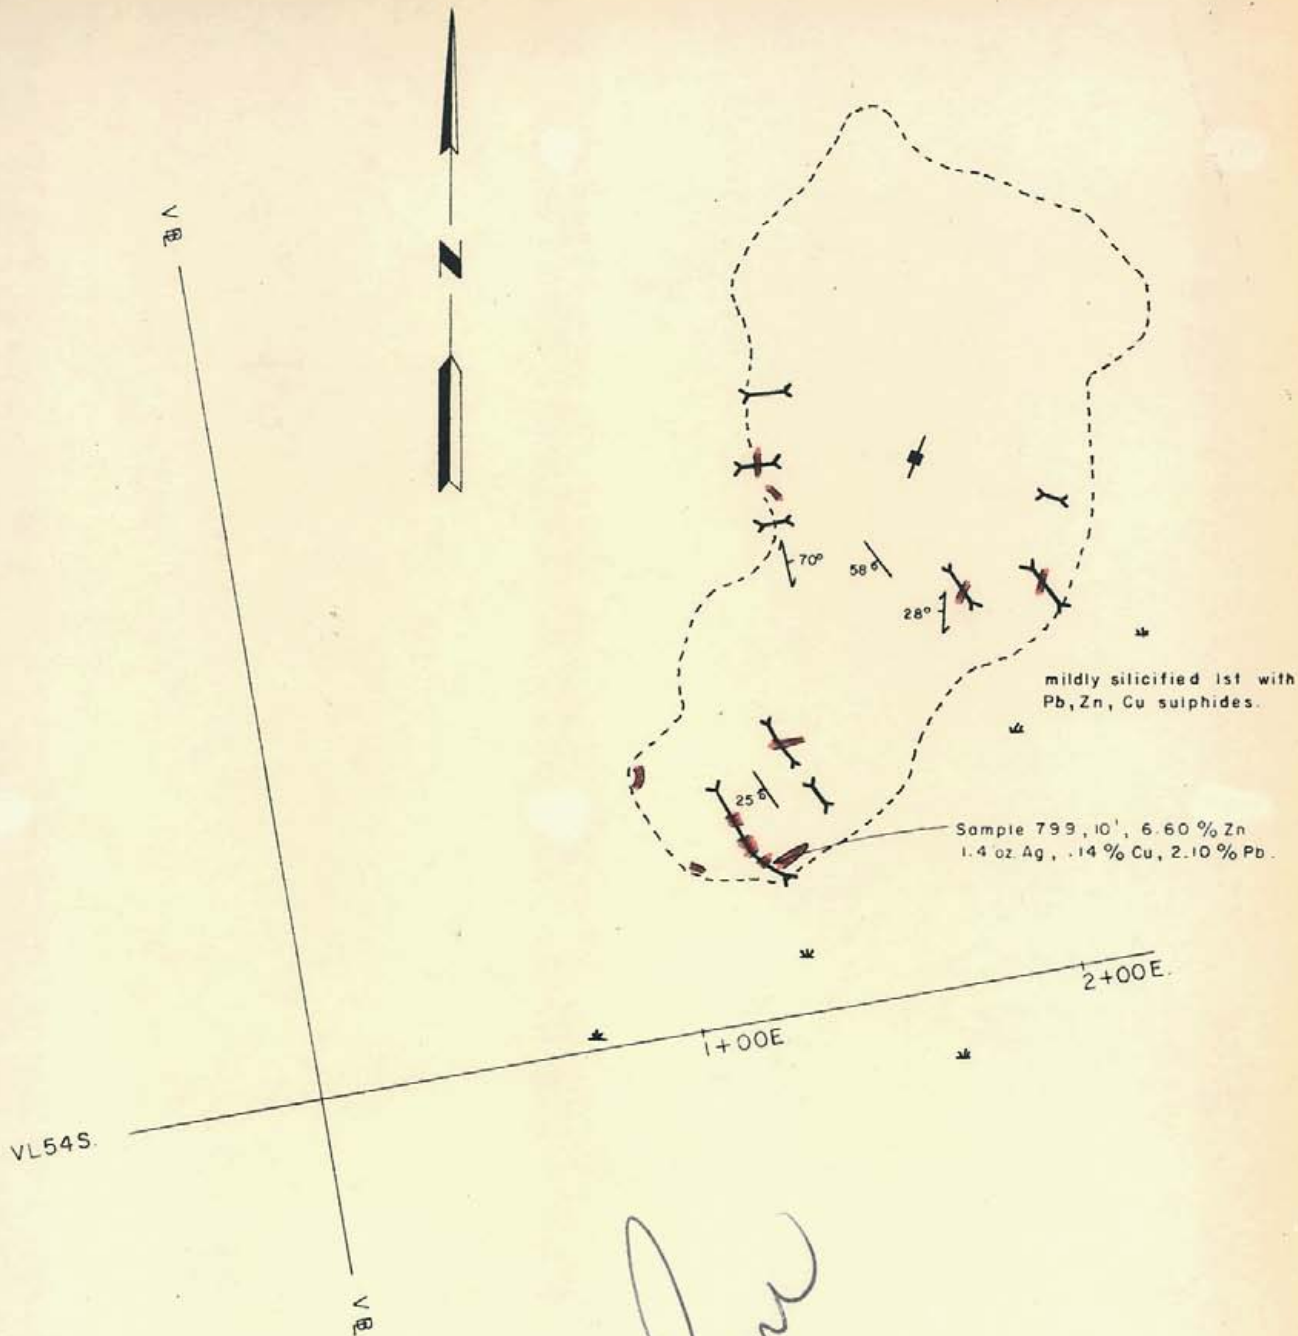 N
70°
58°
28°
mildly silicified lst with
Pb, Zn, Cu sulphides.
25°
Sample 799, 10', 6.60 % Zn
1.4 oz. Ag, .14 % Cu, 2.10 % Pb.
2+00E.
1+00E
VL54S.